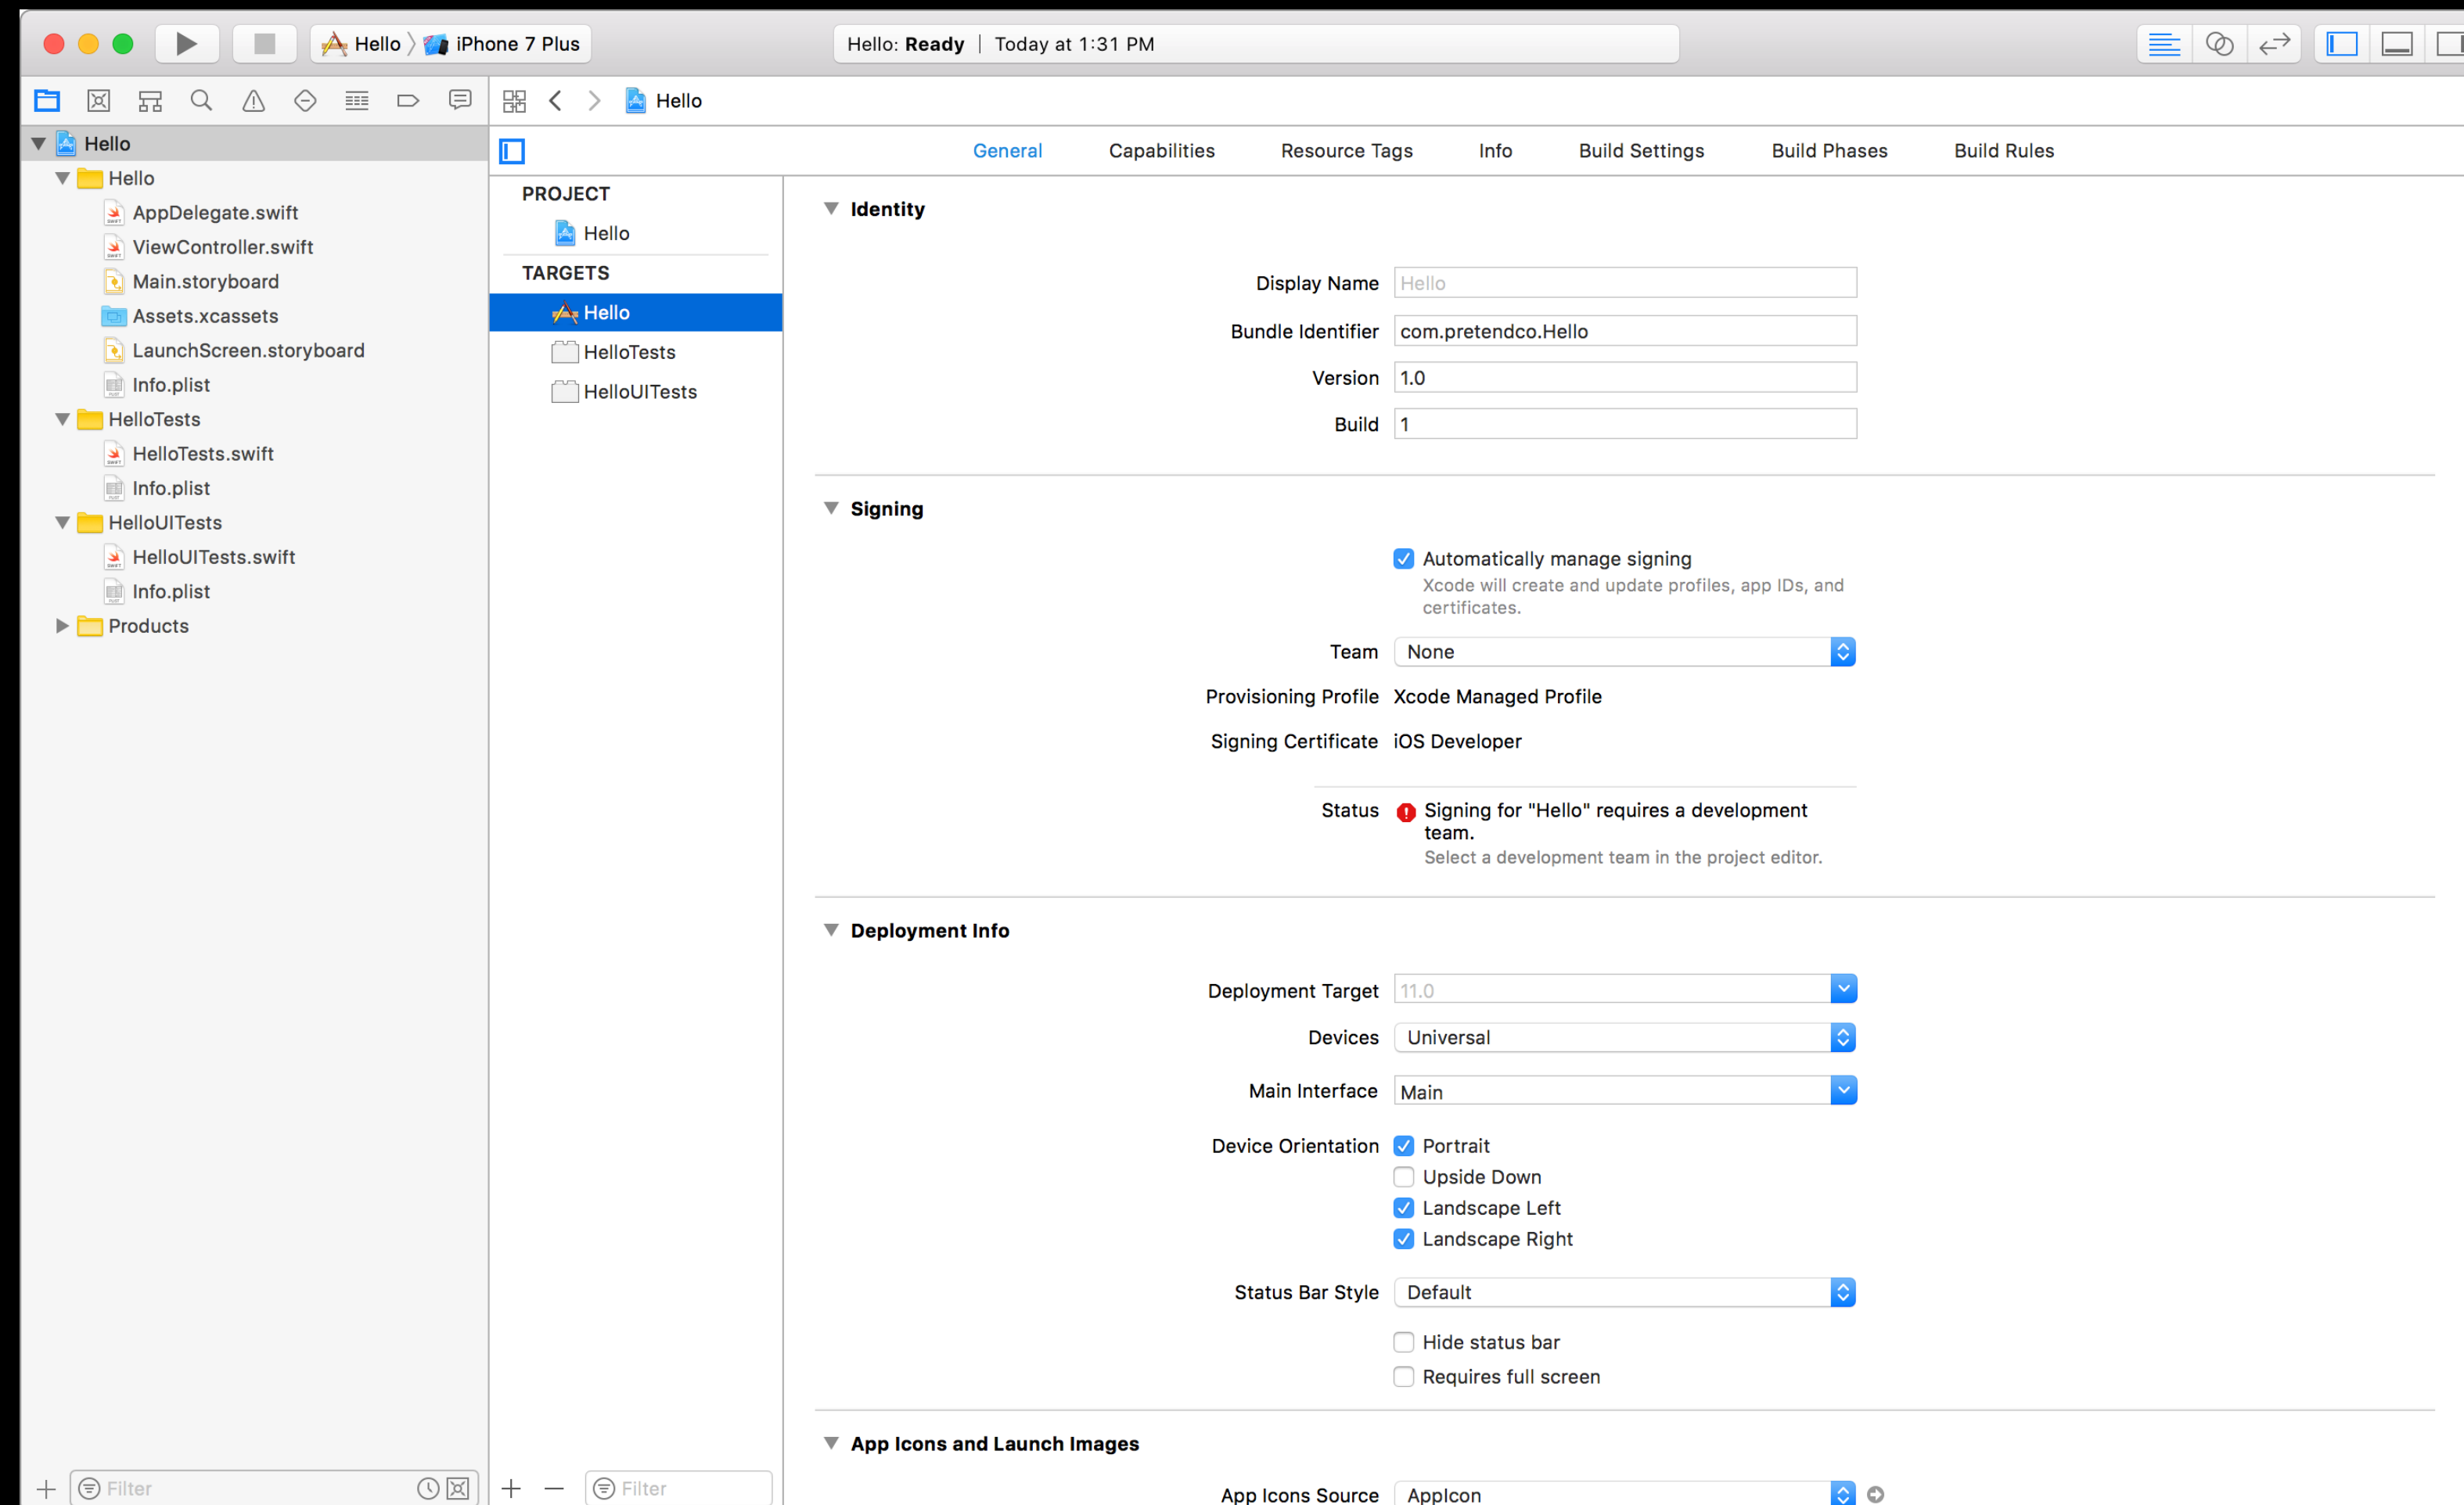 Hello iPhone 7 Plus
Hello: Ready | Today at 1:31 PM
Hello
Hello
Hello
AppDelegate.swift
ViewController.swift
Main.storyboard
Assets.xcassets
LaunchScreen.storyboard
Info.plist
HelloTests
HelloTests.swift
Info.plist
HelloUITests
HelloUITests.swift
Info.plist
Products
Filter
General Capabilities Resource Tags Info Build Settings Build Phases Build Rules
PROJECT
Hello
TARGETS
Hello
HelloTests
HelloUITests
Filter
Identity
Display Name Hello
Bundle Identifier com.pretendco.Hello
Version 1.0
Build 1
Signing
Automatically manage signing
Xcode will create and update profiles, app IDs, and
certificates.
Team None
Provisioning Profile Xcode Managed Profile
Signing Certificate iOS Developer
Status Signing for "Hello" requires a development
team.
Select a development team in the project editor.
Deployment Info
Deployment Target 11.0
Devices Universal
Main Interface Main
Device Orientation Portrait
Upside Down
Landscape Left
Landscape Right
Status Bar Style Default
Hide status bar
Requires full screen
App Icons and Launch Images
App Icons Source AppIcon